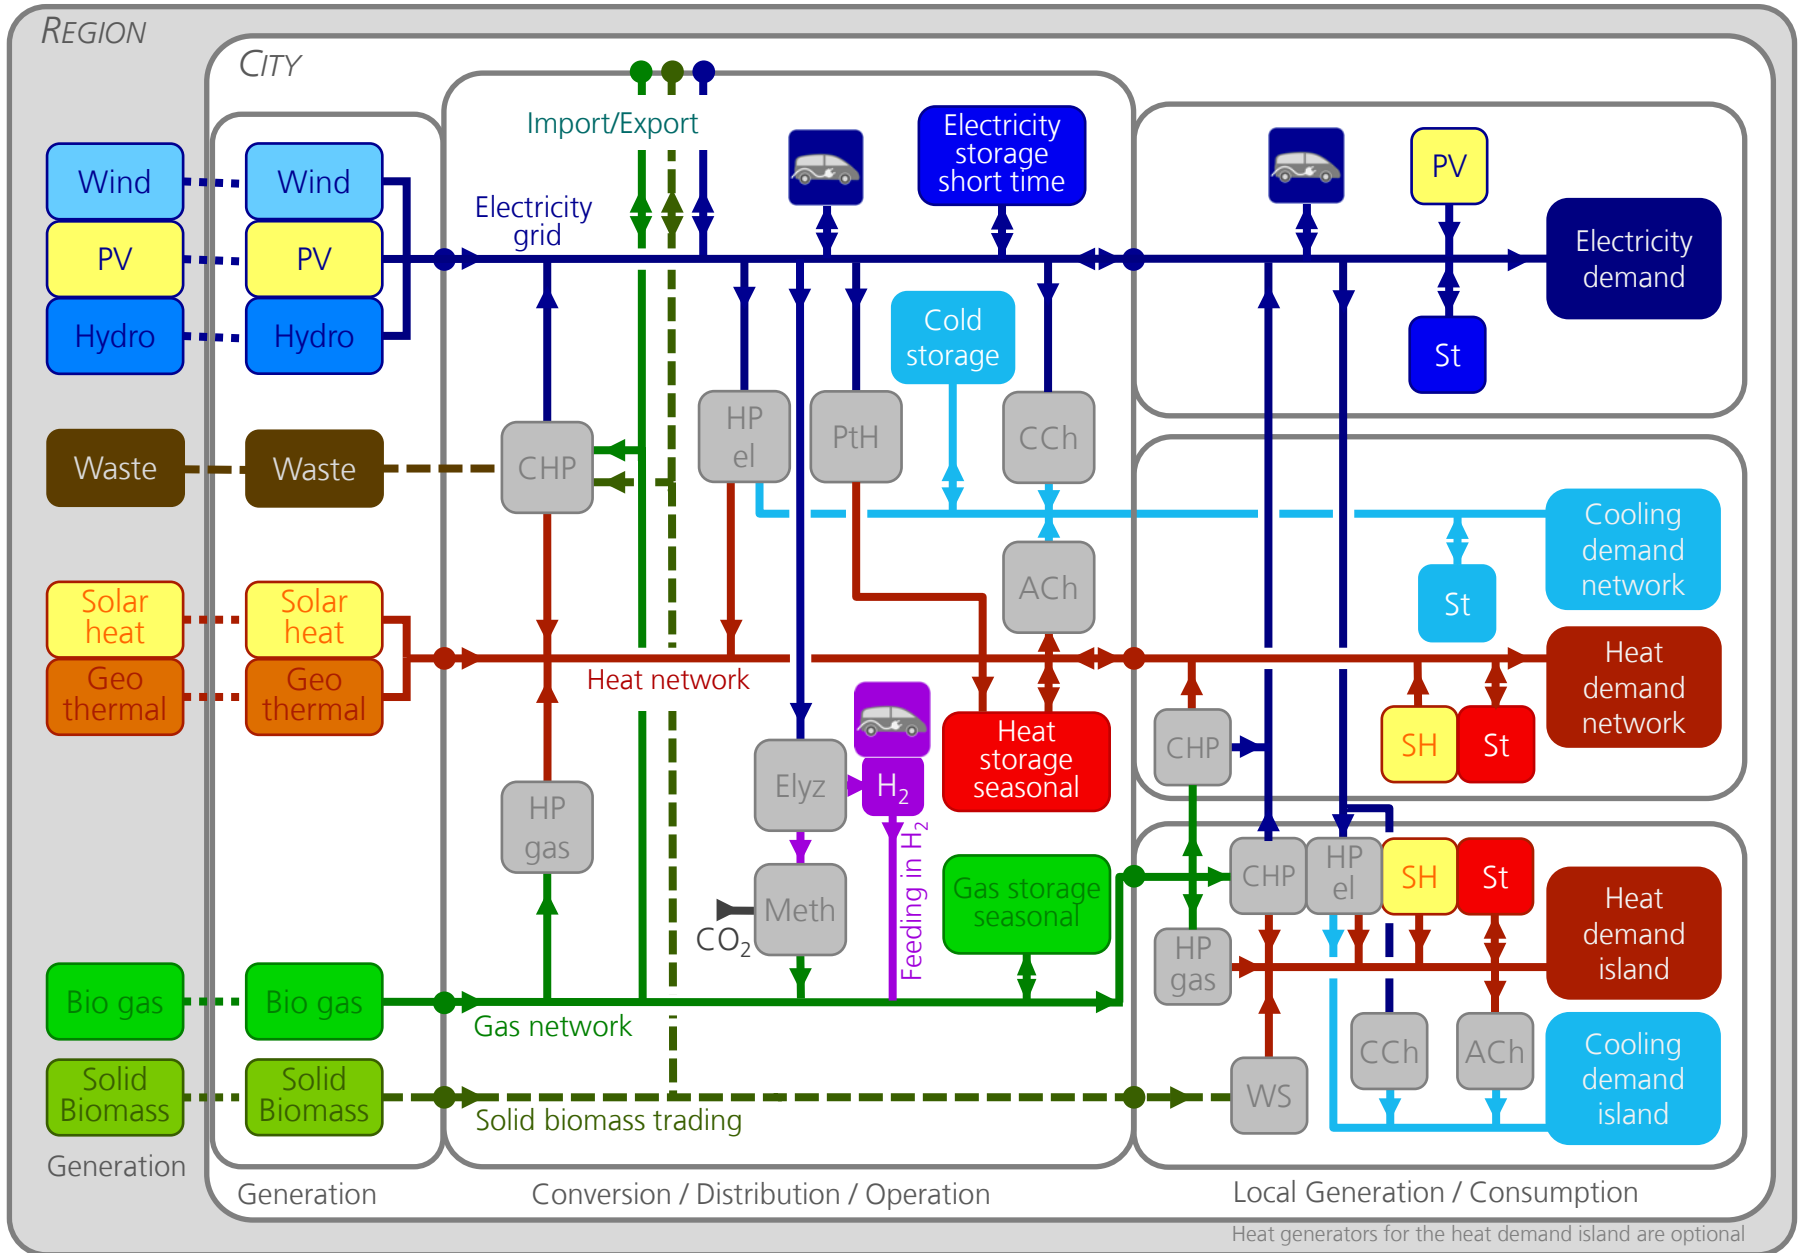 REGION
CITY
Import/Export
Electricity
grid
Electricity
storage
short time
PV
Electricity
demand
St
Wind
Wind
PV
PV
Hydro
Hydro
Cold
storage
Waste
Waste
CHP
HP
el
PtH
CCh
ACh
Cooling
demand
network
St
Solar
heat
Solar
heat
Geo
thermal
Geo
thermal
Heat network
Heat
demand
network
CHP
SH
St
Heat
storage
seasonal
HP
gas
Elyz
H2
Feeding in H2
Meth
CO2
Gas storage
seasonal
CHP
HP
el
SH
St
Heat
demand
island
HP
gas
Bio gas
Bio gas
Gas network
CCh
ACh
Cooling
demand
island
Solid
Biomass
Solid
Biomass
Solid biomass trading
WS
Generation
Generation
Conversion / Distribution / Operation
Local Generation / Consumption
Heat generators for the heat demand island are optional